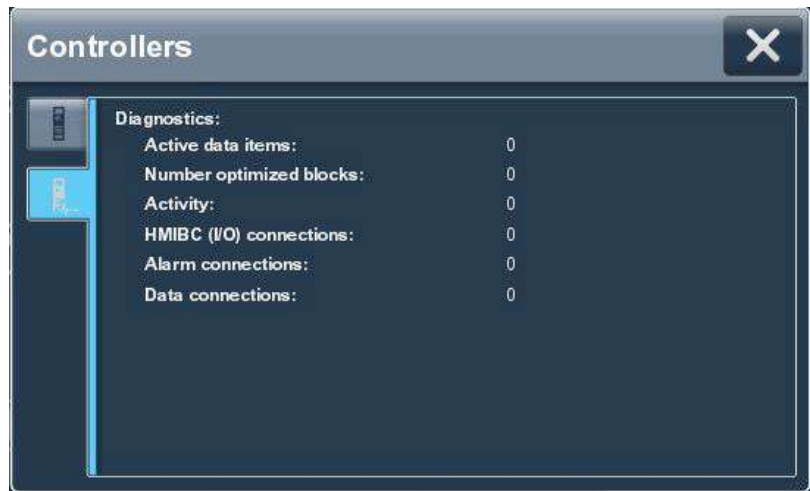 Controllers
Diagnostics:
Active data items: 0
Number optimized blocks: 0
Activity: 0
HMIBC (I/O) connections: 0
Alarm connections: 0
Data connections: 0